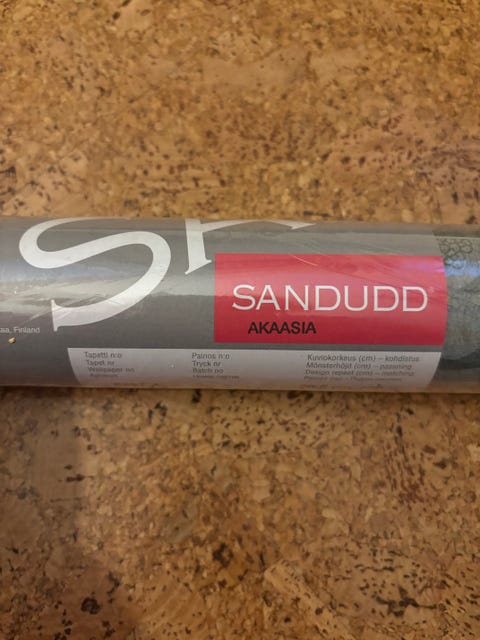 SANDUDD
AKAASIA
aa, Finland
Tapetti n:o
Tapet nr
Wallpaper no
Painos n:o
Tryck nr
Batch no
Kuviokorkeus (cm) – kohdistus
Mönsterhöjd (cm) – passning
Design repeat (cm) – matching